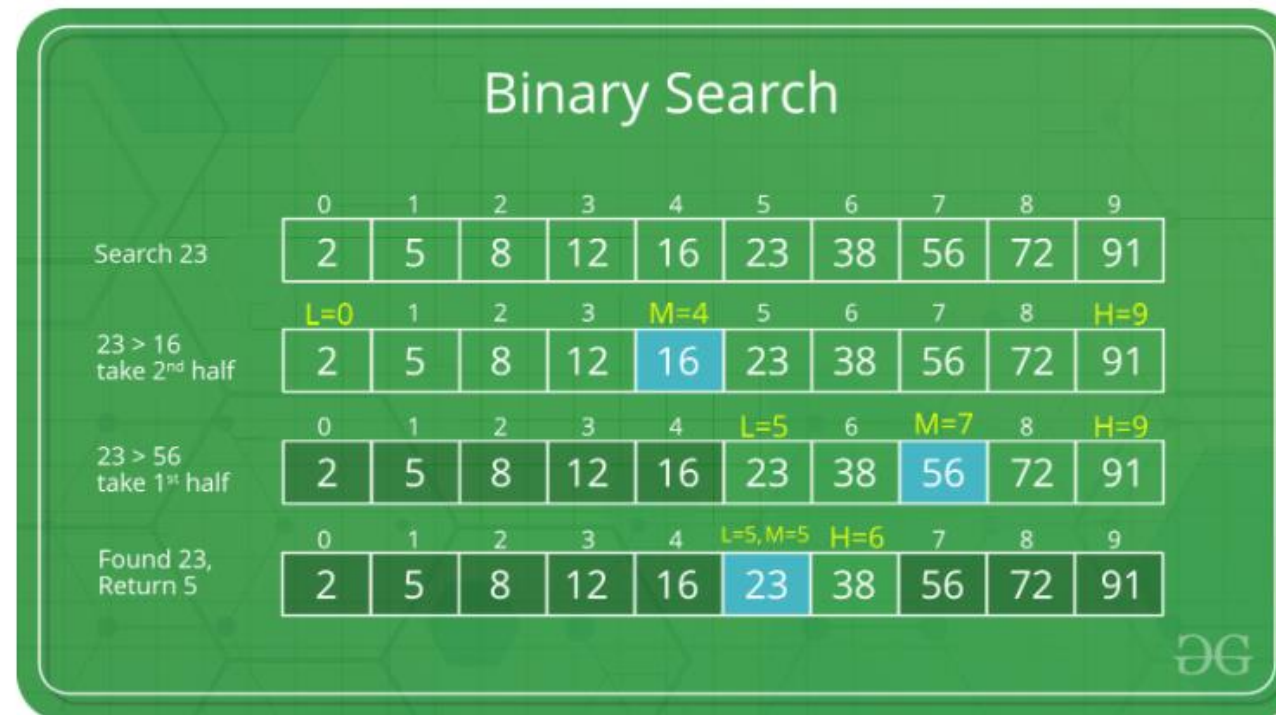 Binary Search
0 1 2 3 4 5 6 7 8 9
Search 23 2 5 8 12 16 23 38 56 72 91
L=0 1 2 3 M=4 5 6 7 8 H=9
23 > 16
take 2nd half 2 5 8 12 16 23 38 56 72 91
0 1 2 3 4 L=5 6 M=7 8 H=9
23 > 56
take 1st half 2 5 8 12 16 23 38 56 72 91
0 1 2 3 4 L=5, M=5 H=6 7 8 9
Found 23,
Return 5 2 5 8 12 16 23 38 56 72 91
GG